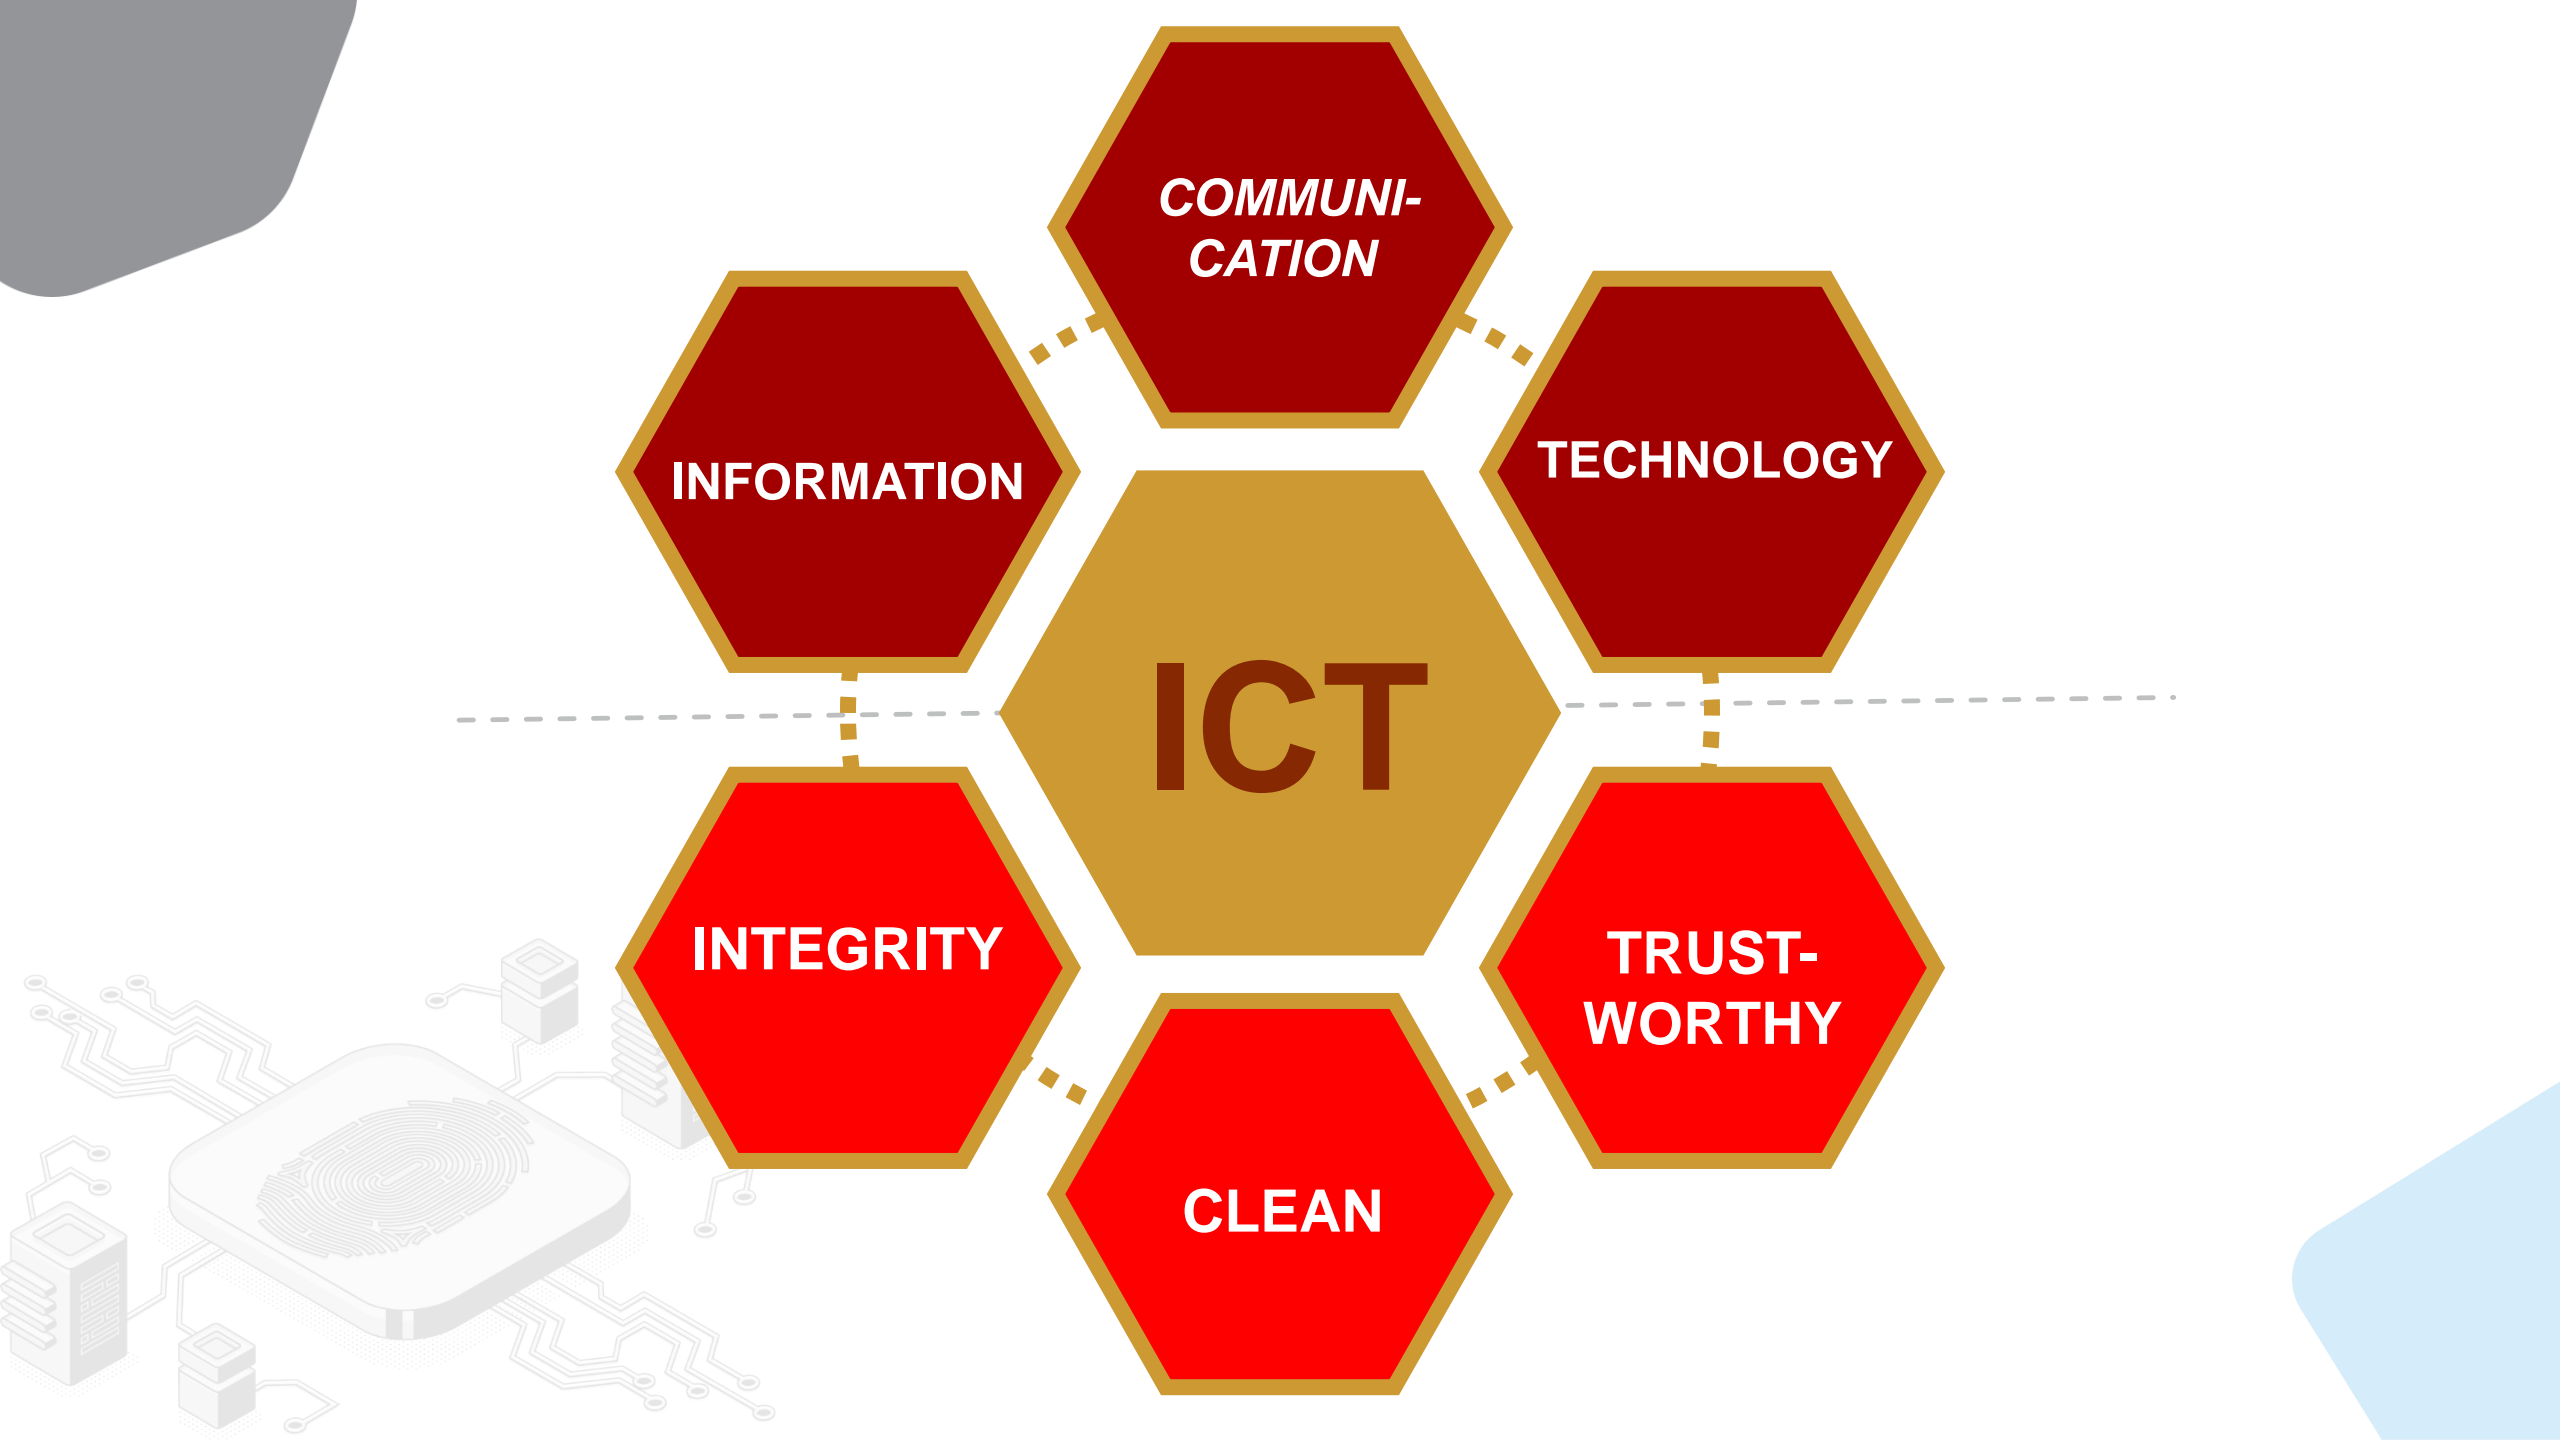 COMMUNI-
CATION
INFORMATION
TECHNOLOGY
ICT
INTEGRITY
TRUST-
WORTHY
CLEAN